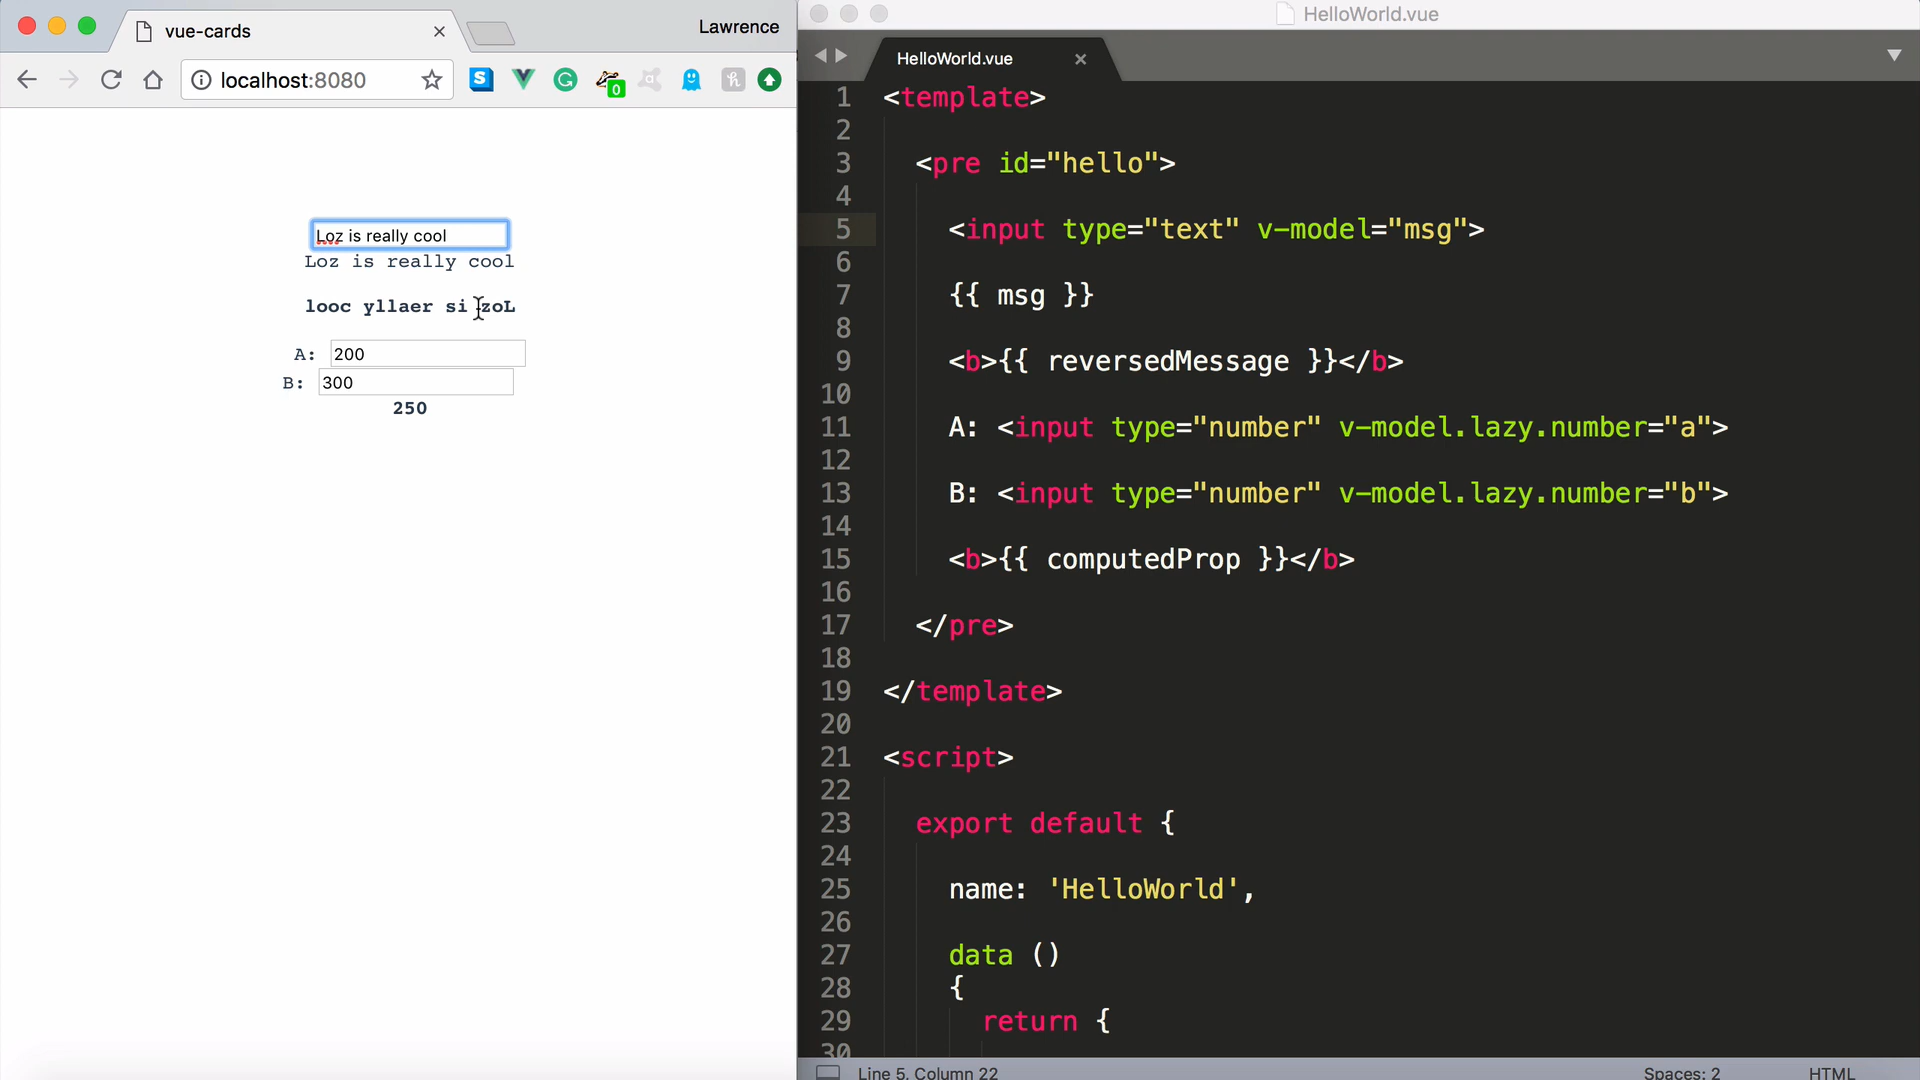 vue-cards
Lawrence
localhost:8080
0
Loz is really cool
Loz is really cool
looc yllaer si zoL
A: 200
B: 300
250
HelloWorld.vue
HelloWorld.vue
1 <template>
2
3 <pre id="hello">
4
5 <input type="text" v-model="msg">
6
7 {{ msg }}
8
9 <b>{{ reversedMessage }}</b>
10
11 A: <input type="number" v-model.lazy.number="a">
12
13 B: <input type="number" v-model.lazy.number="b">
14
15 <b>{{ computedProp }}</b>
16
17 </pre>
18
19 </template>
20
21 <script>
22
23 export default {
24
25 name: 'HelloWorld',
26
27 data ()
28 {
29 return {
30
Line 5, Column 22
Spaces: 2
HTML